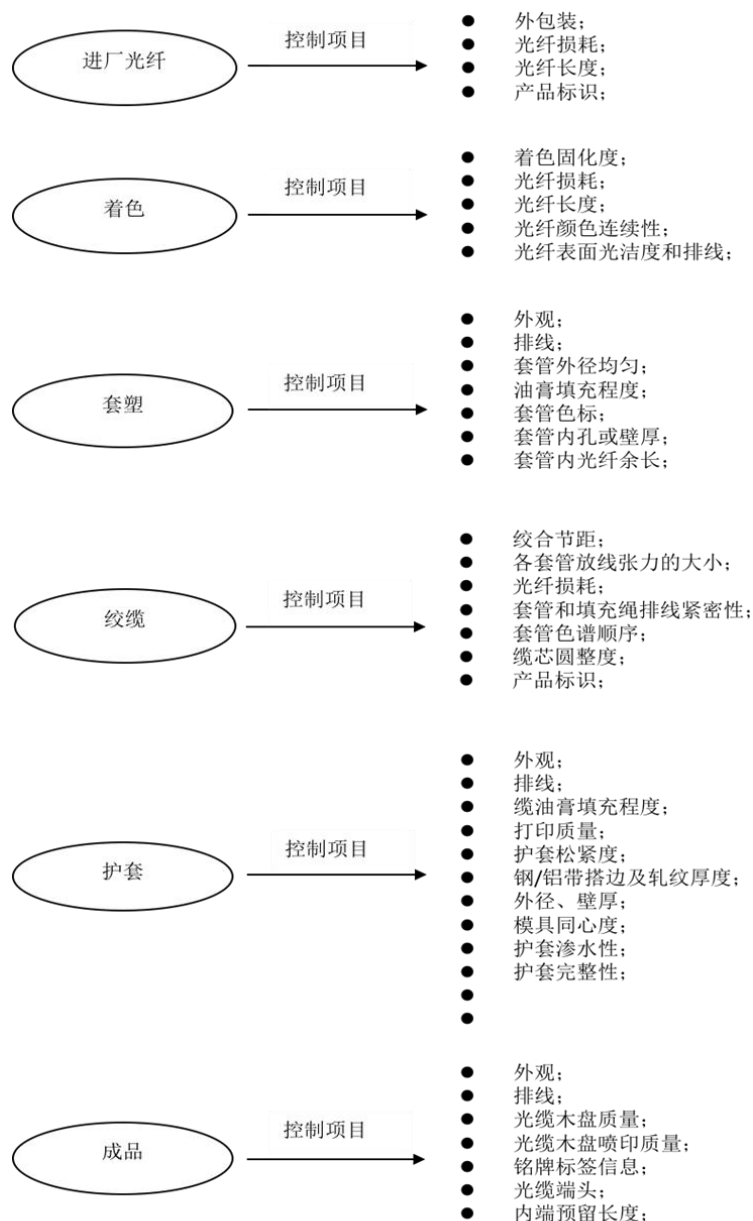 进厂光纤
控制项目
外包装；
光纤损耗；
光纤长度；
产品标识；
着色
控制项目
着色固化度；
光纤损耗；
光纤长度；
光纤颜色连续性；
光纤表面光洁度和排线；
套塑
控制项目
外观；
排线；
套管外径均匀；
油膏填充程度；
套管色标；
套管内孔或壁厚；
套管内光纤余长；
绞缆
控制项目
绞合节距；
各套管放线张力的大小；
光纤损耗；
套管和填充绳排线紧密性；
套管色谱顺序；
缆芯圆整度；
产品标识；
护套
控制项目
外观；
排线；
缆油膏填充程度；
打印质量；
护套松紧度；
钢/铝带搭边及轧纹厚度；
外径、壁厚；
模具同心度；
护套渗水性；
护套完整性；
成品
控制项目
外观；
排线；
光缆木盘质量；
光缆木盘喷印质量；
铭牌标签信息；
光缆端头；
内端预留长度；